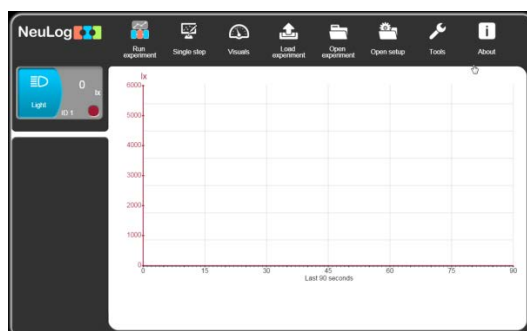 NeuLog
Run experiment
Single step
Visuals
Load experiment
Open experiment
Open setup
Tools
About
0
lx
Light
ID 1
lx
6000
5000
4000
3000
2000
1000
0
0 15 30 45 60 75 90
Last 90 seconds